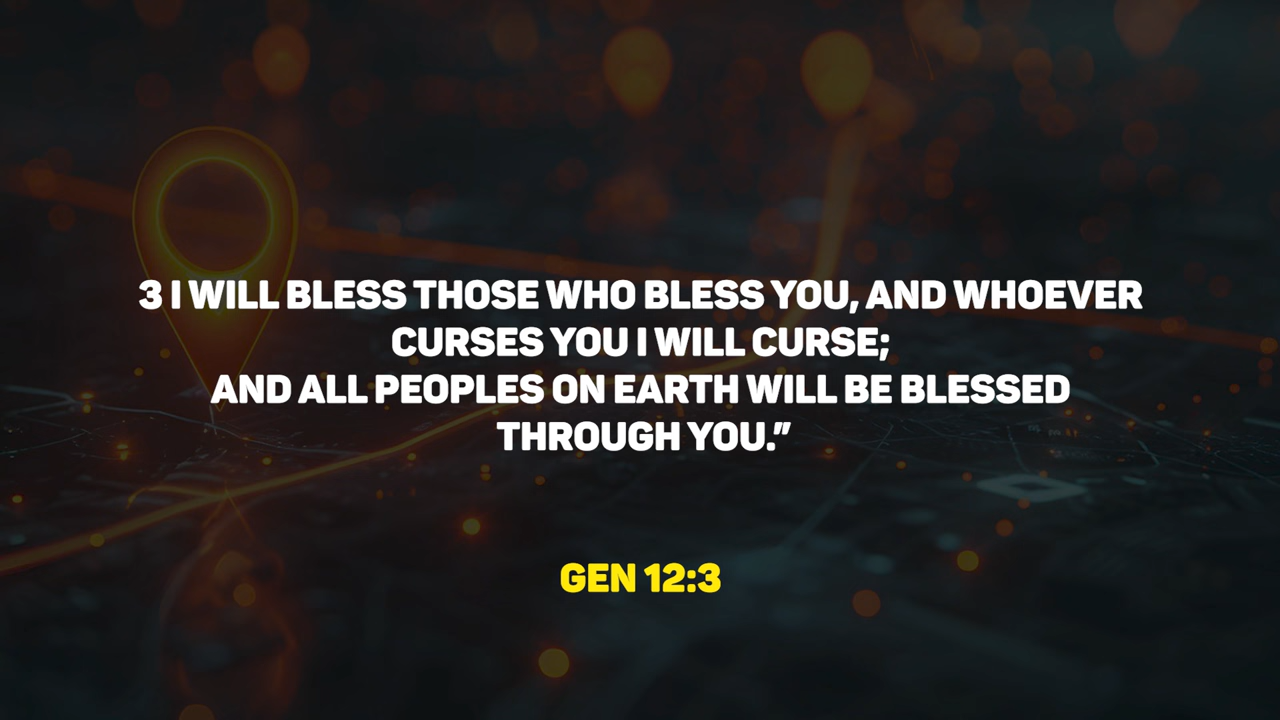 3 I WILL BLESS THOSE WHO BLESS YOU, AND WHOEVER
CURSES YOU I WILL CURSE;
AND ALL PEOPLES ON EARTH WILL BE BLESSED
THROUGH YOU.”
GEN 12:3